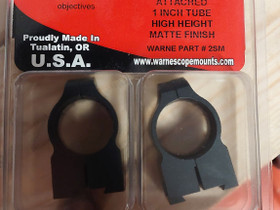 objectives
ATTACHED
1 INCH TUBE
HIGH HEIGHT
MATTE FINISH
Proudly Made In
Tualatin, OR
U.S.A.
WARNE PART # 2SM
www.warnescopemounts.com